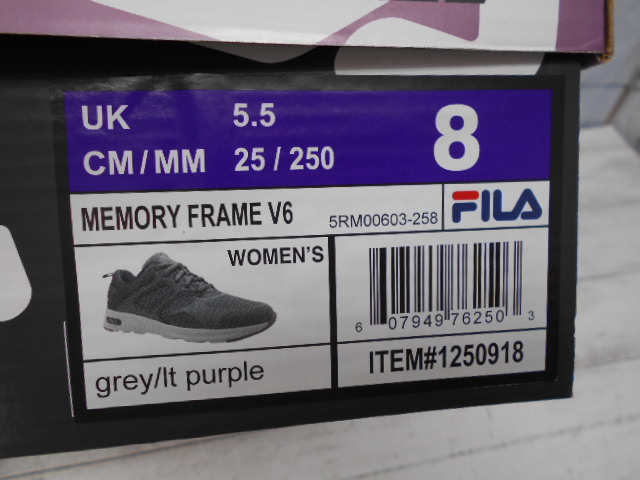 UK 5.5 8
CM/MM 25 / 250
MEMORY FRAME V6 5RM00603-258 FILA
WOMEN'S
6 07949 76250 3
grey/lt purple
ITEM#1250918